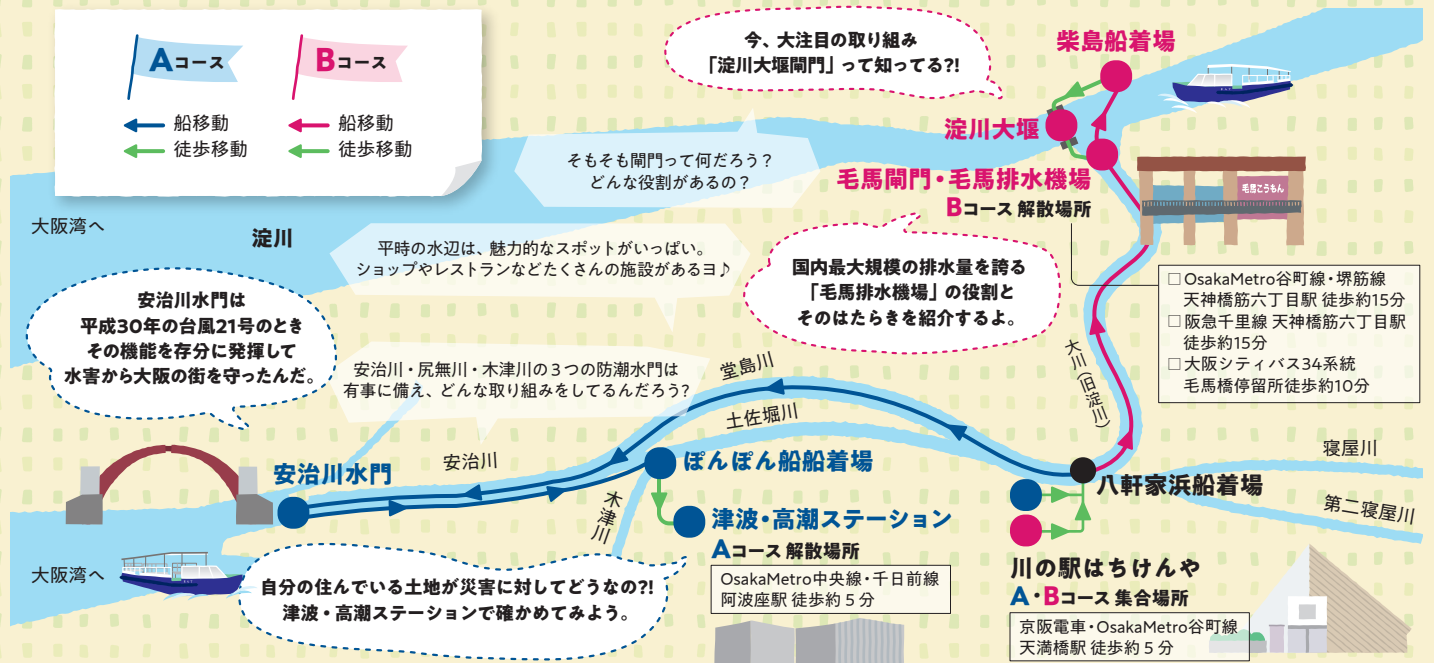 Aコース
Bコース
船移動
船移動
徒歩移動
徒歩移動
今、大注目の取り組み
「淀川大堰閘門」って知ってる?!
柴島船着場
淀川大堰
毛馬閘門・毛馬排水機場
Bコース 解散場所
毛馬こうもん
そもそも閘門って何だろう？
どんな役割があるの？
大阪湾へ
淀川
平時の水辺は、魅力的なスポットがいっぱい。
ショップやレストランなどたくさんの施設があるヨ♪
国内最大規模の排水量を誇る
「毛馬排水機場」の役割と
そのはたらきを紹介するよ。
□ OsakaMetro谷町線・堺筋線
天神橋筋六丁目駅 徒歩約15分
□ 阪急千里線 天神橋筋六丁目駅
徒歩約15分
□ 大阪シティバス34系統
毛馬橋停留所徒歩約10分
安治川水門は
平成30年の台風21号のとき
その機能を存分に発揮して
水害から大阪の街を守ったんだ。
安治川・尻無川・木津川の３つの防潮水門は
有事に備え、どんな取り組みをしてるんだろう?
堂島川
土佐堀川
大川（旧淀川）
安治川水門
安治川
ぽんぽん船船着場
木津川
八軒家浜船着場
寝屋川
第二寝屋川
津波・高潮ステーション
Aコース 解散場所
OsakaMetro中央線・千日前線
阿波座駅 徒歩約５分
大阪湾へ
自分の住んでいる土地が災害に対してどうなの?!
津波・高潮ステーションで確かめてみよう。
川の駅はちけんや
A・Bコース 集合場所
京阪電車・OsakaMetro谷町線
天満橋駅 徒歩約５分